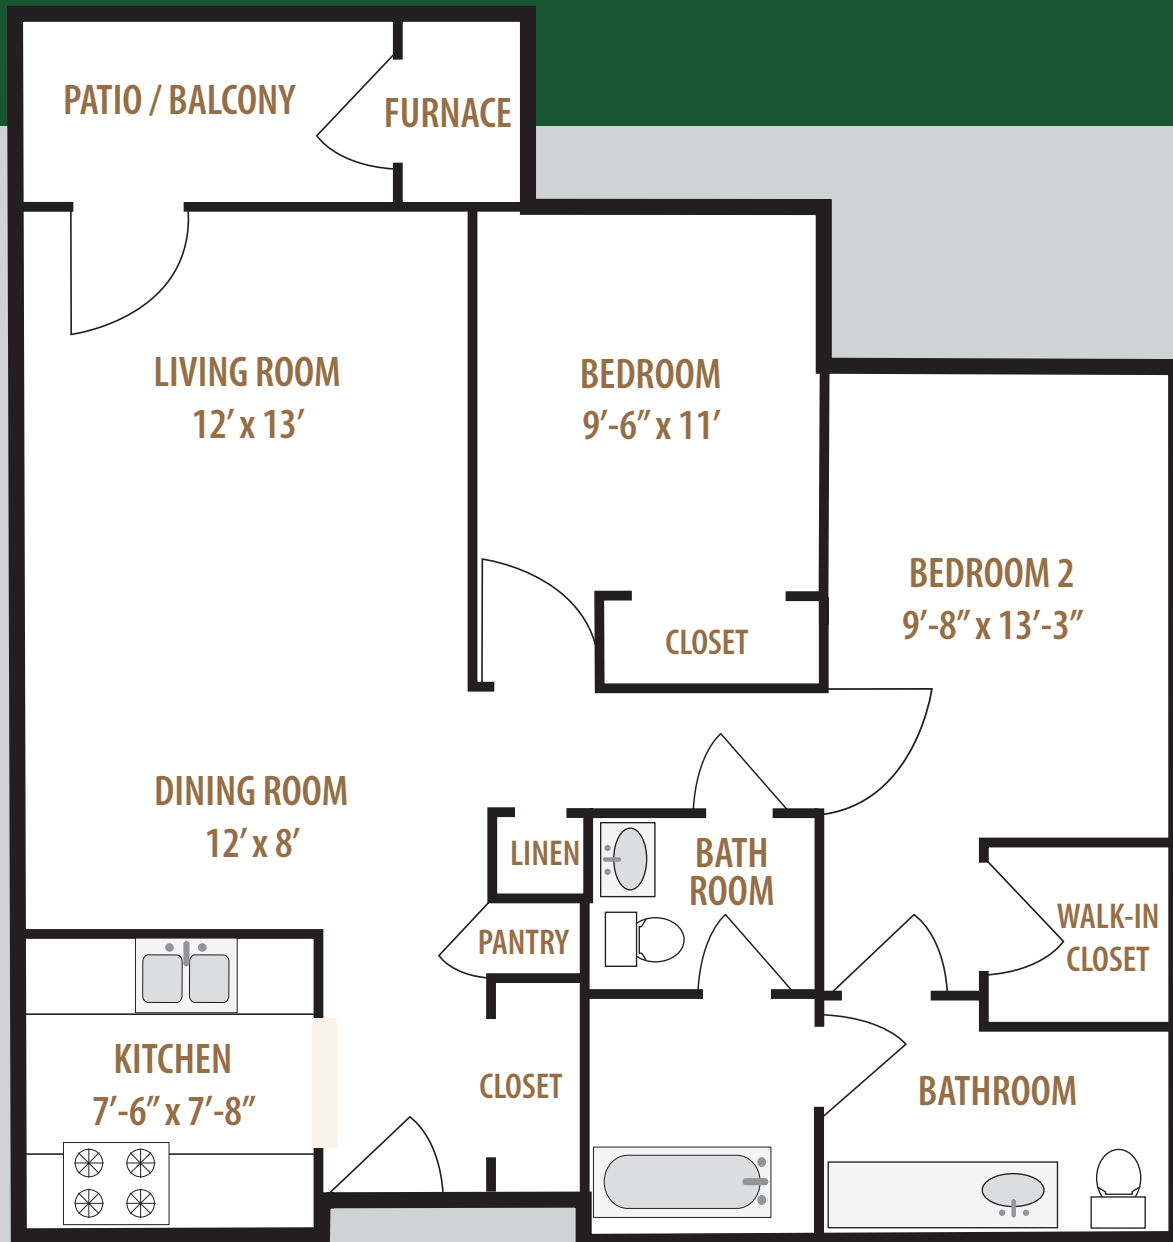 PATIO / BALCONY
FURNACE
LIVING ROOM
12’ x 13’
BEDROOM
9’-6” x 11’
BEDROOM 2
9’-8” x 13’-3”
CLOSET
DINING ROOM
12’ x 8’
LINEN
BATH
ROOM
PANTRY
WALK-IN
CLOSET
KITCHEN
7’-6” x 7’-8”
CLOSET
BATHROOM